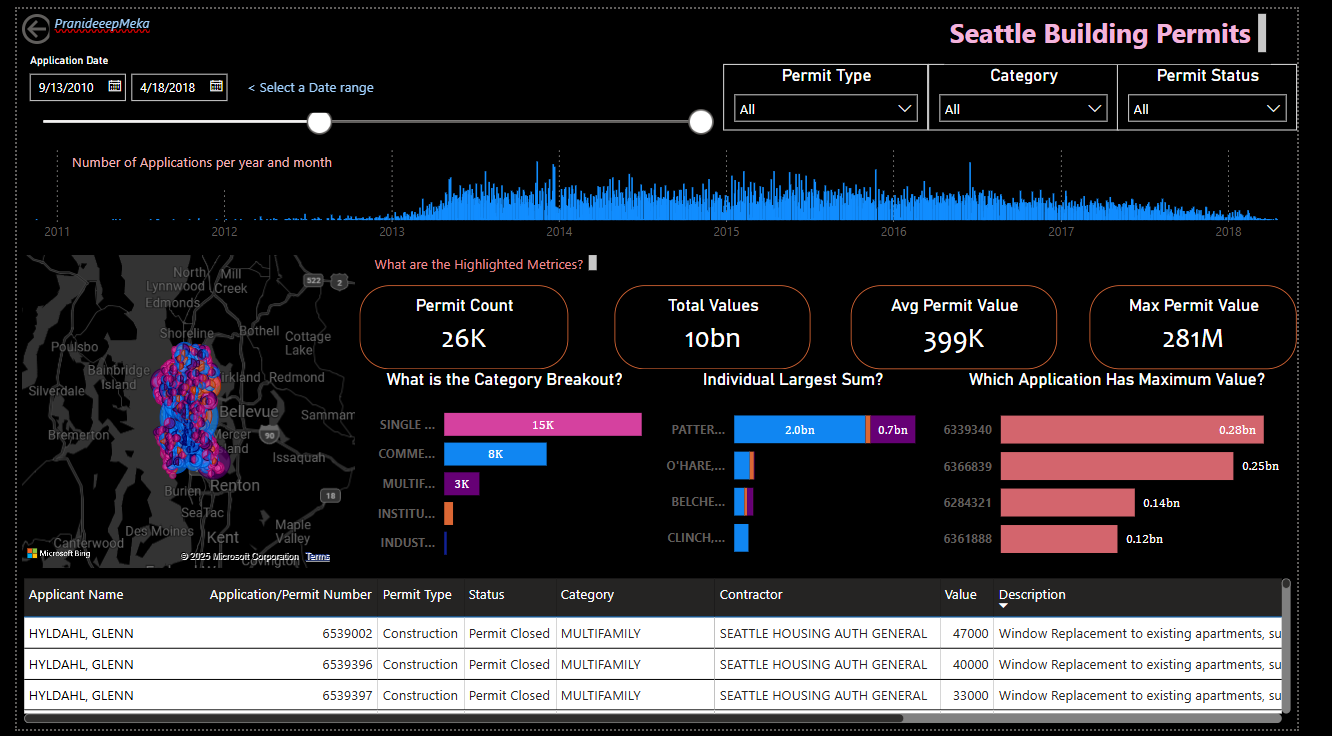 PranideeepMeka
Seattle Building Permits
Application Date
9/13/2010
4/18/2018
< Select a Date range
Permit Type
All
Category
All
Permit Status
All
Number of Applications per year and month
2011 2012 2013 2014 2015 2016 2017 2018
North
Lynnwood
Mill
Creek
522
2
Edmonds
Shoreline
Bothell
Cottage
Lake
Poulsbo
Bainbridge
Island
Kirkland
Redmond
Silverdale
Bellevue
Sammam
Bremerton
Mercer
Island
90
Issaquah
Burien
Renton
18
SeaTac
Maple
Valley
Des Moines
Kent
Canterwood
Covington
Microsoft Bing
© 2025 Microsoft Corporation Terms
What are the Highlighted Metrices?
Permit Count
26K
Total Values
10bn
Avg Permit Value
399K
Max Permit Value
281M
What is the Category Breakout?
SINGLE ... 15K
COMME... 8K
MULTIF... 3K
INSTITU...
INDUST...
Individual Largest Sum?
PATTER... 2.0bn 0.7bn
O'HARE,...
BELCHE...
CLINCH,...
Which Application Has Maximum Value?
6339340 0.28bn
6366839 0.25bn
6284321 0.14bn
6361888 0.12bn
Applicant Name Application/Permit Number Permit Type Status Category Contractor Value Description
HYLDAHL, GLENN 6539002 Construction Permit Closed MULTIFAMILY SEATTLE HOUSING AUTH GENERAL 47000 Window Replacement to existing apartments, su
HYLDAHL, GLENN 6539396 Construction Permit Closed MULTIFAMILY SEATTLE HOUSING AUTH GENERAL 40000 Window Replacement to existing apartments, su
HYLDAHL, GLENN 6539397 Construction Permit Closed MULTIFAMILY SEATTLE HOUSING AUTH GENERAL 33000 Window Replacement to existing apartments, su